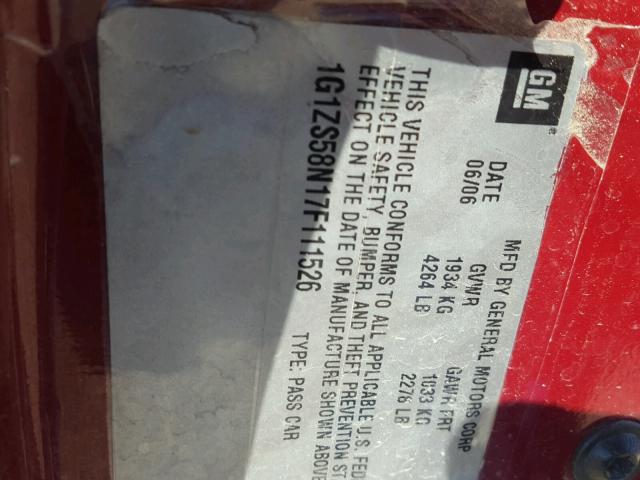 GM
MFD BY GENERAL MOTORS CORP
DATE GVWR GAWR FRT
06/06 1934 KG 1033 KG
4264 LB 2276 LB
THIS VEHICLE CONFORMS TO ALL APPLICABLE U.S. FED
VEHICLE SAFETY, BUMPER, AND THEFT PREVENTION ST
EFFECT ON THE DATE OF MANUFACTURE SHOWN ABOVE
1G1ZS58N17F111526 TYPE: PASS CAR